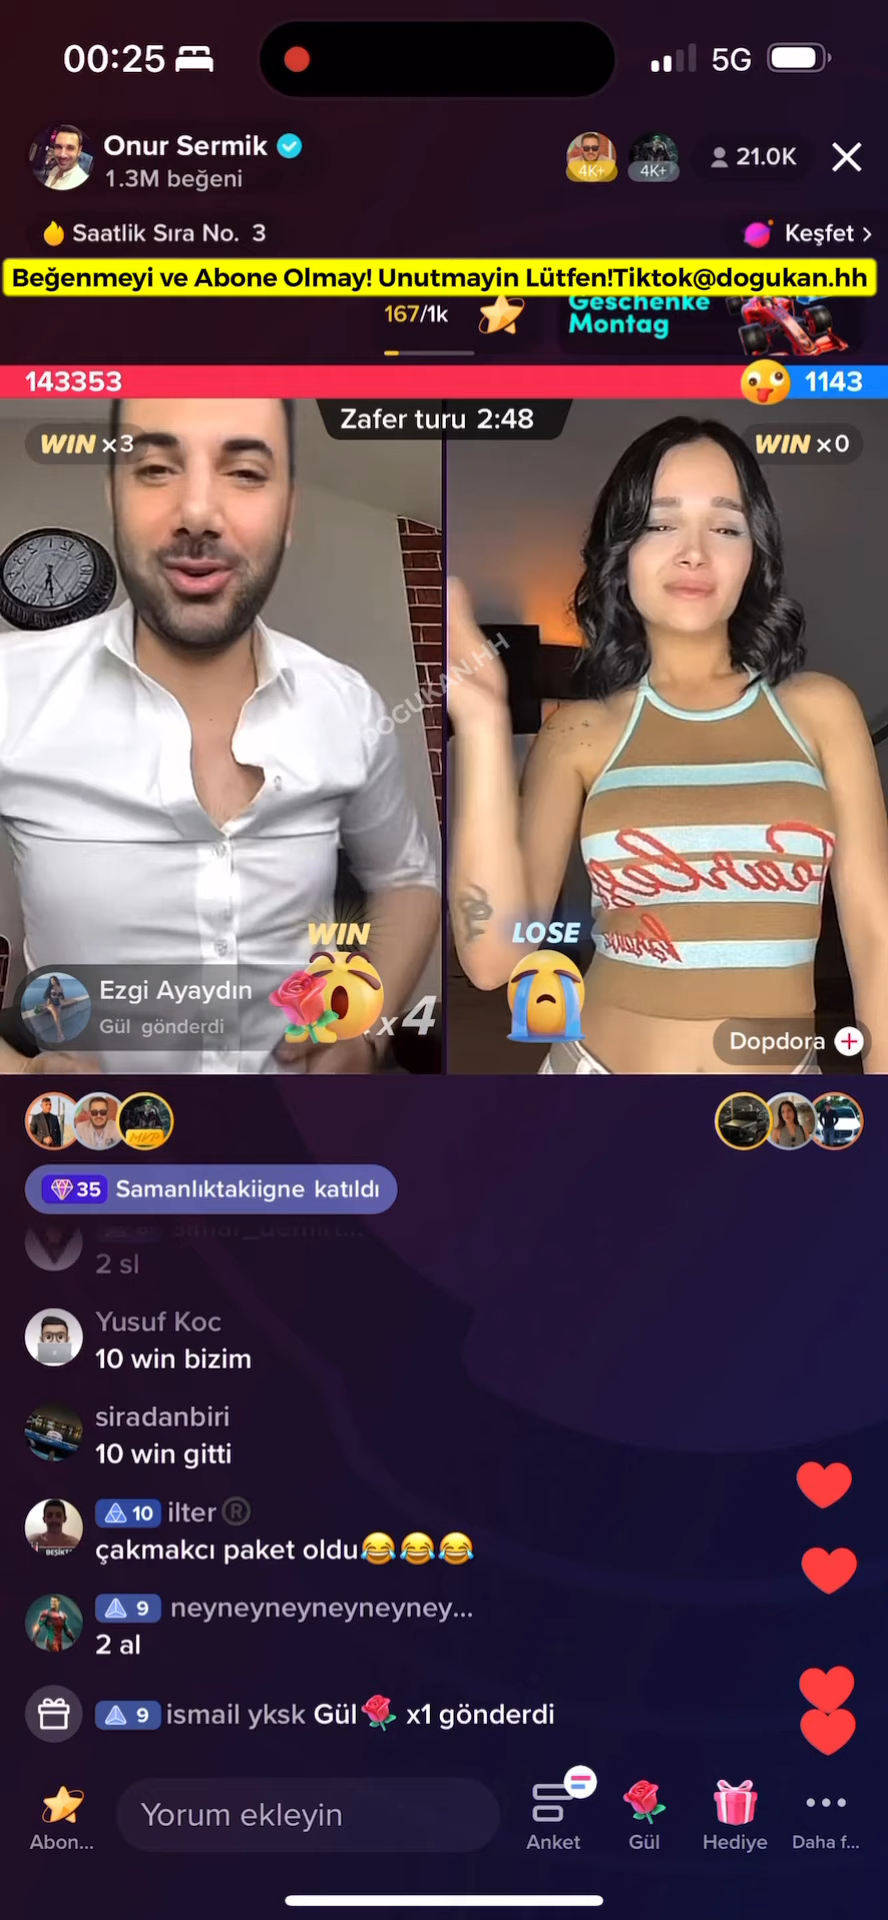 00:25
5G
Onur Sermik
1.3M beğeni
4K+
4K+
21.0K
Saatlik Sıra No. 3
Keşfet >
Beğenmeyi ve Abone Olmay! Unutmayin Lütfen!Tiktok@dogukan.hh
167/1k
Geschenke
Montag
143353
1143
Zafer turu 2:48
WIN x3
WIN x0
DOGUKAN.HH
WIN
LOSE
Ezgi Ayaydın
Gül gönderdi
x4
Dopdora
MVP
35 Samanlıktakiigne katıldı
2 sl
Yusuf Koc
10 win bizim
siradanbiri
10 win gitti
10 ilter®
çakmakcı paket oldu😂😂😂
9 neyneyneyneyneyney...
2 al
9 ismail yksk Gül🌹 x1 gönderdi
Abon...
Yorum ekleyin
Anket
Gül
Hediye
Daha f...